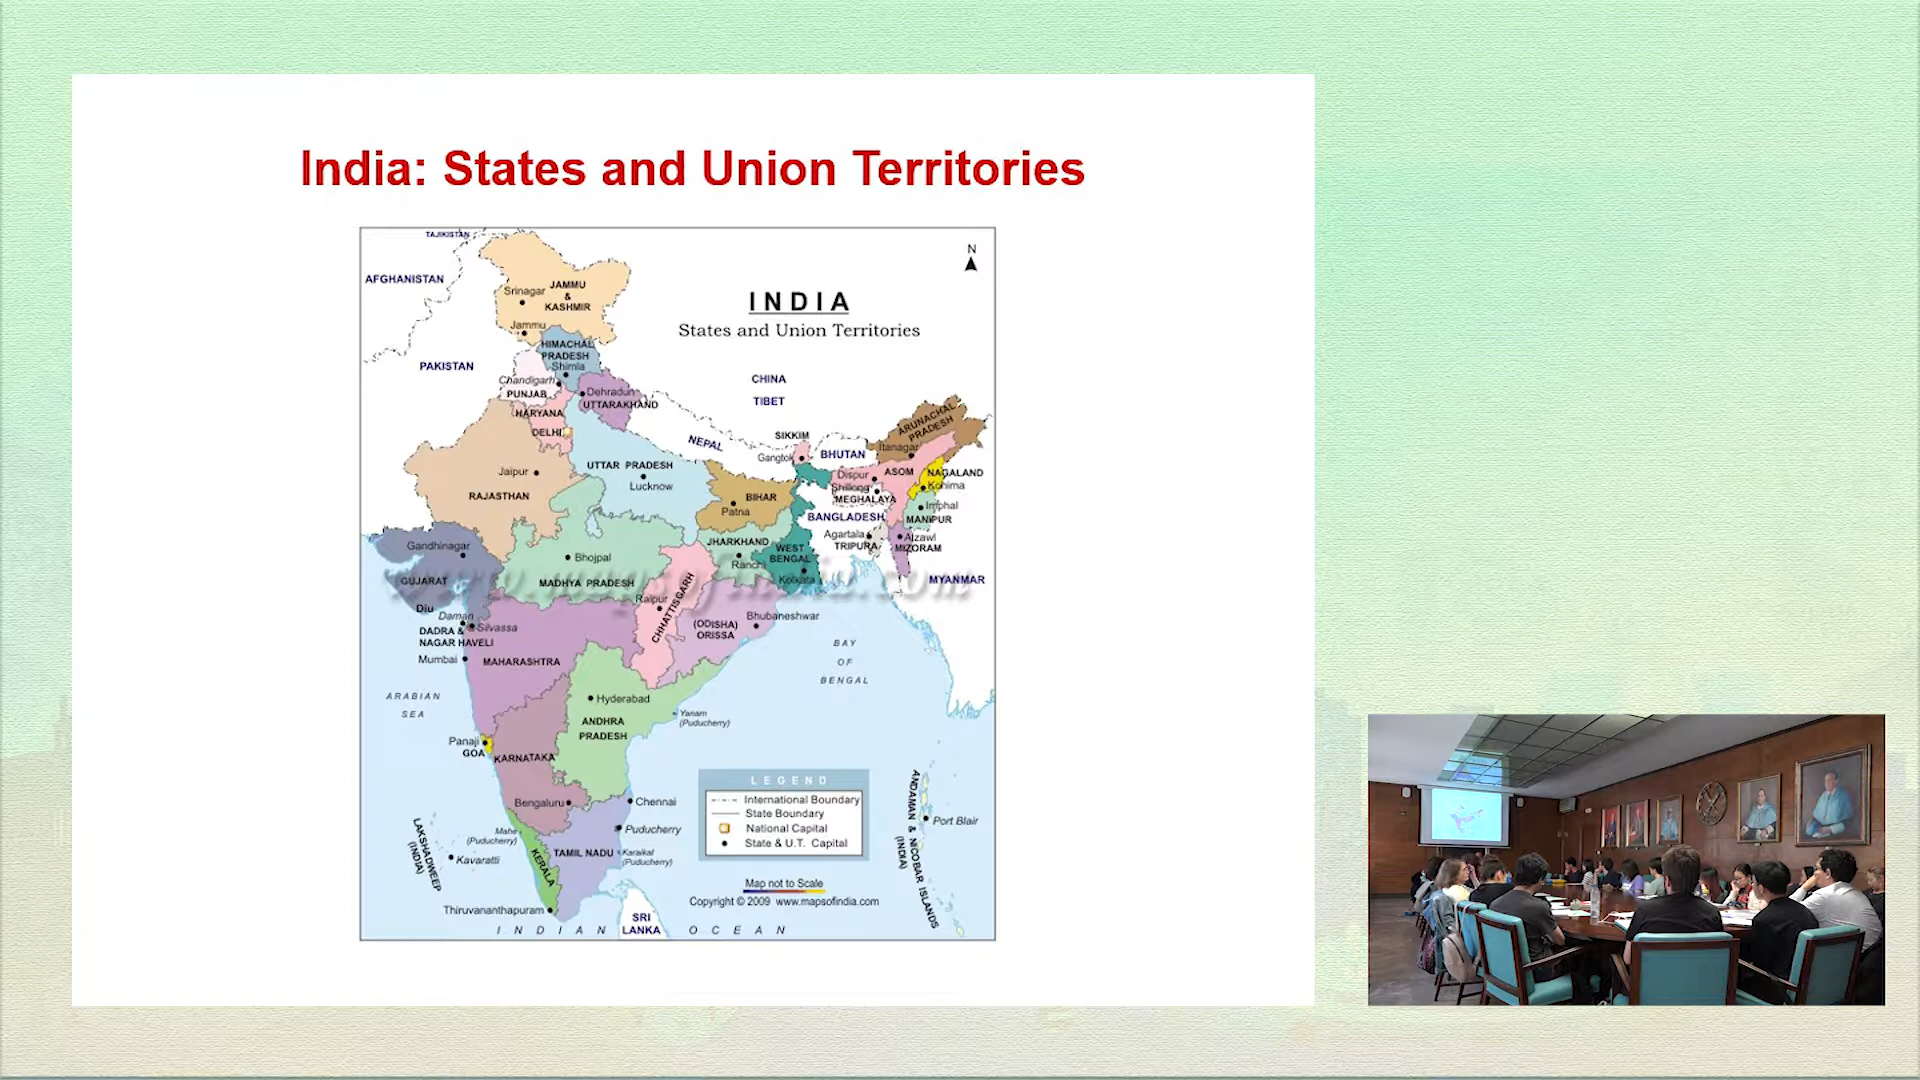 India: States and Union Territories
TAJIKISTAN
AFGHANISTAN
N
Srinagar
JAMMU
&
KASHMIR
INDIA
States and Union Territories
Jammu
HIMACHAL
PRADESH
Shimla
PAKISTAN
CHINA
TIBET
Chandigarh
PUNJAB
Dehradun
UTTARAKHAND
HARYANA
DELHI
ARUNACHAL
PRADESH
Itanagar
NEPAL
SIKKIM
Gangtok
BHUTAN
Jaipur
RAJASTHAN
UTTAR PRADESH
Lucknow
BIHAR
Patna
Dispur
ASOM
NAGALAND
Kohima
Shillong
MEGHALAYA
Imphal
MANIPUR
BANGLADESH
Agartala
TRIPURA
Aizawl
MIZORAM
Gandhinagar
GUJARAT
Bhojpal
MADHYA PRADESH
JHARKHAND
Ranchi
WEST
BENGAL
Kolkata
MYANMAR
www.mapsofindia.com
Raipur
CHHATTISGARH
Diu
Daman
Silvassa
DADRA &
NAGAR HAVELI
(ODISHA)
ORISSA
Bhubaneshwar
Mumbai
MAHARASHTRA
BAY
OF
BENGAL
ARABIAN
SEA
Hyderabad
ANDHRA
PRADESH
Yanam
(Puducherry)
Panaji
GOA
KARNATAKA
LEGEND
International Boundary
State Boundary
National Capital
State & U.T. Capital
Bengaluru
Chennai
Mahe
(Puducherry)
Puducherry
Karaikal
(Puducherry)
TAMIL NADU
KERALA
LAKSHADWEEP
(INDIA)
Kavaratti
ANDAMAN & NICOBAR ISLANDS
(INDIA)
Port Blair
Map not to Scale
Copyright © 2009 www.mapsofindia.com
Thiruvananthapuram
SRI
LANKA
INDIAN OCEAN